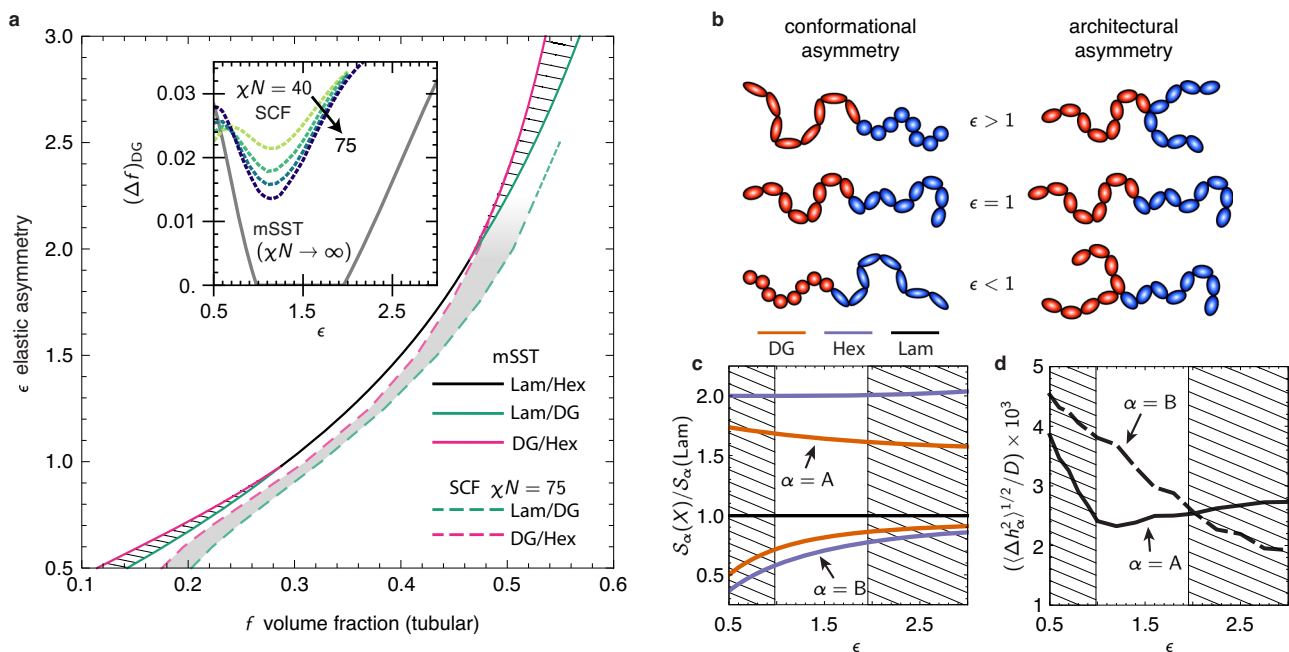 a
3.0
2.5
2.0
1.5
1.0
0.5
0.1
0.2
0.3
0.4
0.5
0.6
ϵ elastic asymmetry
f volume fraction (tubular)
0.03
0.02
0.01
0.
0.5
1.5
2.5
(Δf)DG
ϵ
χN = 40
SCF
75
mSST
(χN → ∞)
mSST
Lam/Hex
Lam/DG
DG/Hex
SCF χN = 75
Lam/DG
DG/Hex
b
conformational
asymmetry
architectural
asymmetry
ϵ > 1
ϵ = 1
ϵ < 1
DG Hex Lam
c
2.0
1.5
1.0
0.5
0.5 1.5 2.5
Sα(X)/Sα(Lam)
α = A
α = B
ϵ
d
5
4
3
2
1
0.5 1.5 2.5
(⟨Δh²α⟩^1/2/D) × 10³
α = B
α = A
ϵ